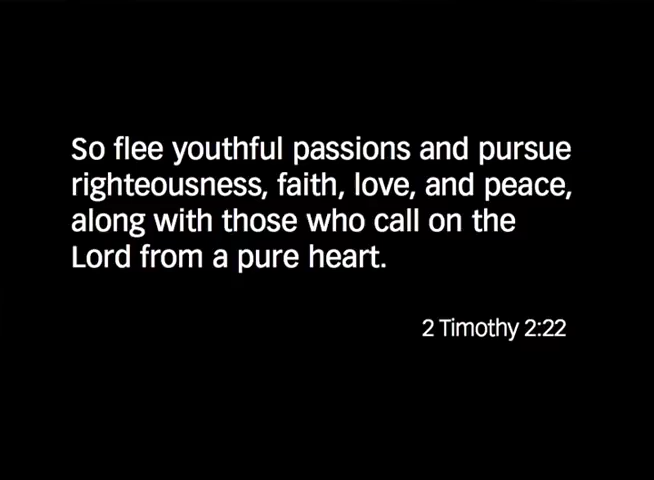 So flee youthful passions and pursue
righteousness, faith, love, and peace,
along with those who call on the
Lord from a pure heart.
2 Timothy 2:22